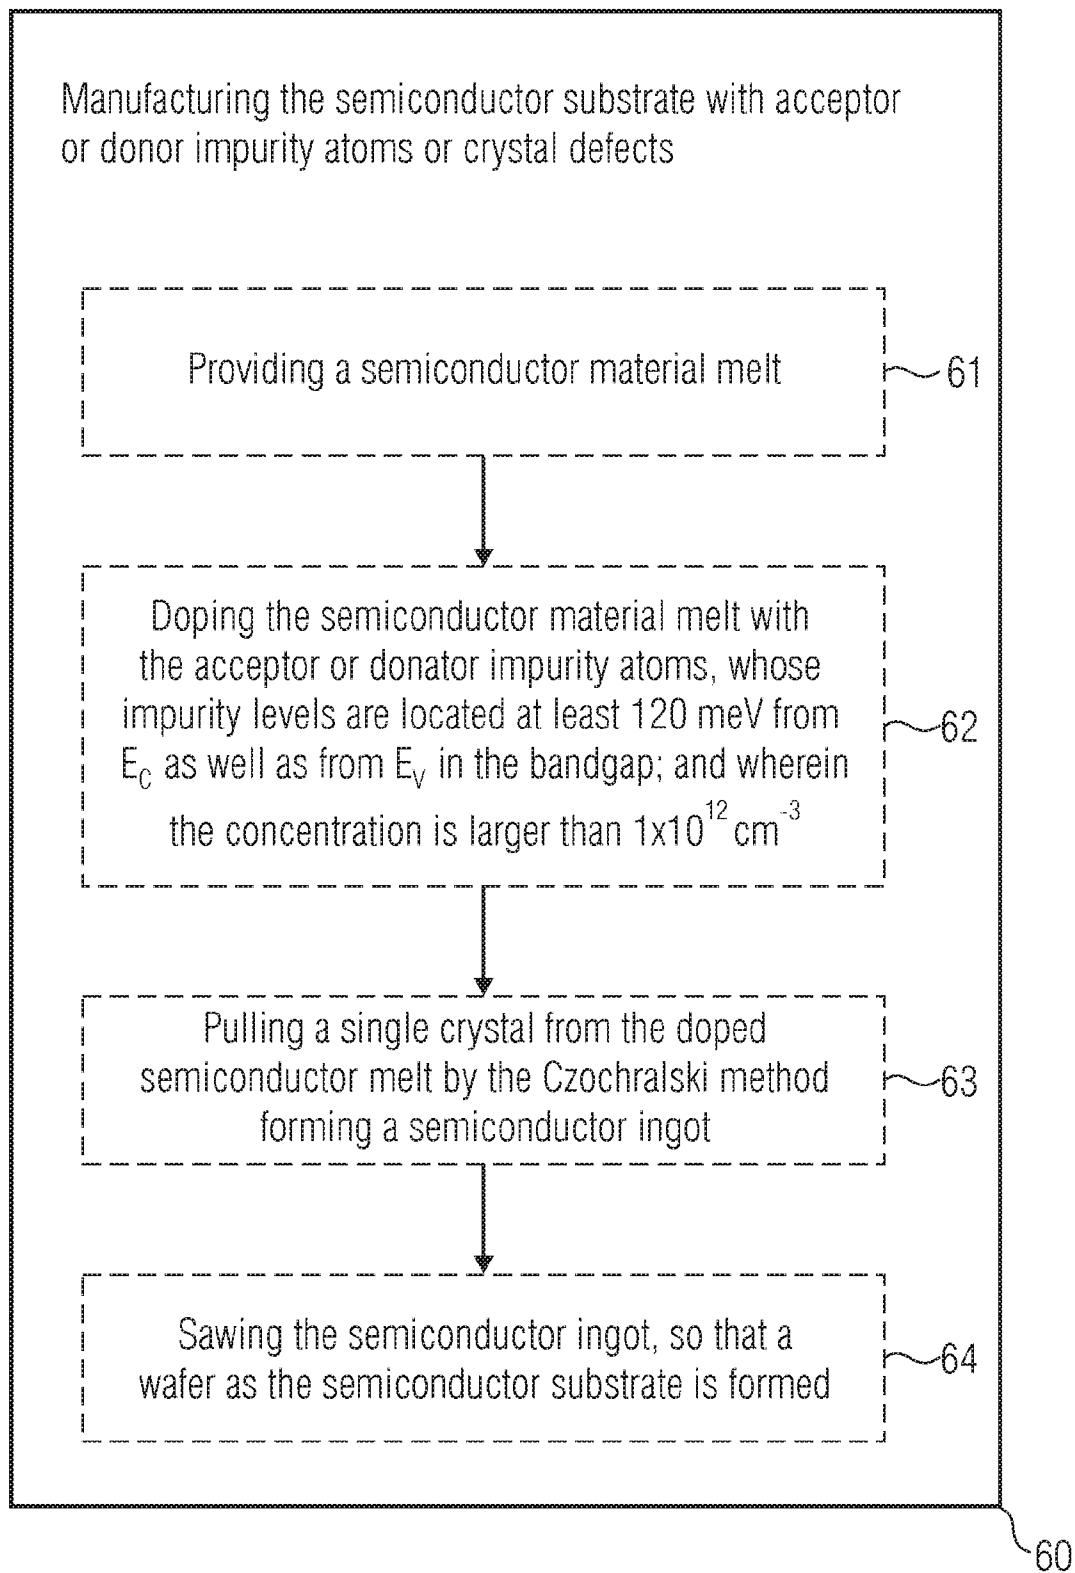 Manufacturing the semiconductor substrate with acceptor
or donor impurity atoms or crystal defects
Providing a semiconductor material melt
61
Doping the semiconductor material melt with
the acceptor or donator impurity atoms, whose
impurity levels are located at least 120 meV from
E_C as well as from E_V in the bandgap; and wherein
the concentration is larger than 1x10^12 cm^-3
62
Pulling a single crystal from the doped
semiconductor melt by the Czochralski method
forming a semiconductor ingot
63
Sawing the semiconductor ingot, so that a
wafer as the semiconductor substrate is formed
64
60